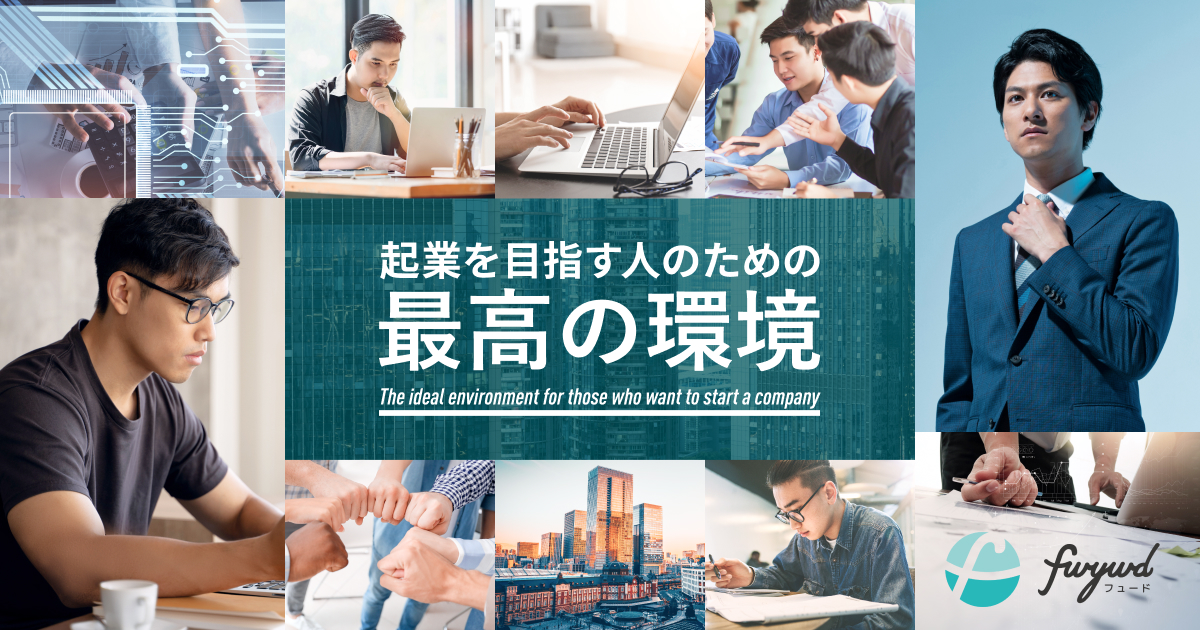 起業を目指す人のための
最高の環境
The ideal environment for those who want to start a company
fwywd
フュード